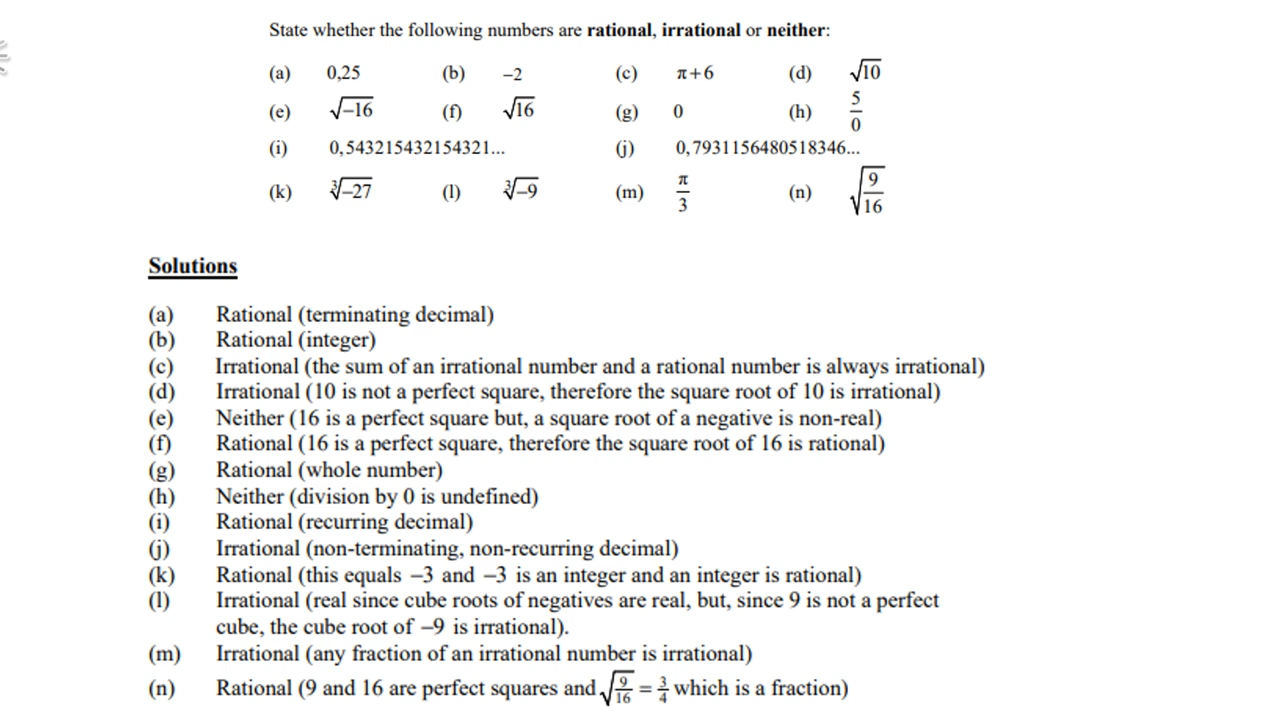 State whether the following numbers are rational, irrational or neither:
(a) 0,25 (b) −2 (c) π+6 (d) √10
(e) √−16 (f) √16 (g) 0 (h) 5/0
(i) 0,543215432154321... (j) 0,7931156480518346...
(k) ∛−27 (l) ∛−9 (m) π/3 (n) √(9/16)
Solutions
(a) Rational (terminating decimal)
(b) Rational (integer)
(c) Irrational (the sum of an irrational number and a rational number is always irrational)
(d) Irrational (10 is not a perfect square, therefore the square root of 10 is irrational)
(e) Neither (16 is a perfect square but, a square root of a negative is non-real)
(f) Rational (16 is a perfect square, therefore the square root of 16 is rational)
(g) Rational (whole number)
(h) Neither (division by 0 is undefined)
(i) Rational (recurring decimal)
(j) Irrational (non-terminating, non-recurring decimal)
(k) Rational (this equals −3 and −3 is an integer and an integer is rational)
(l) Irrational (real since cube roots of negatives are real, but, since 9 is not a perfect
cube, the cube root of −9 is irrational).
(m) Irrational (any fraction of an irrational number is irrational)
(n) Rational (9 and 16 are perfect squares and √(9/16) = 3/4 which is a fraction)